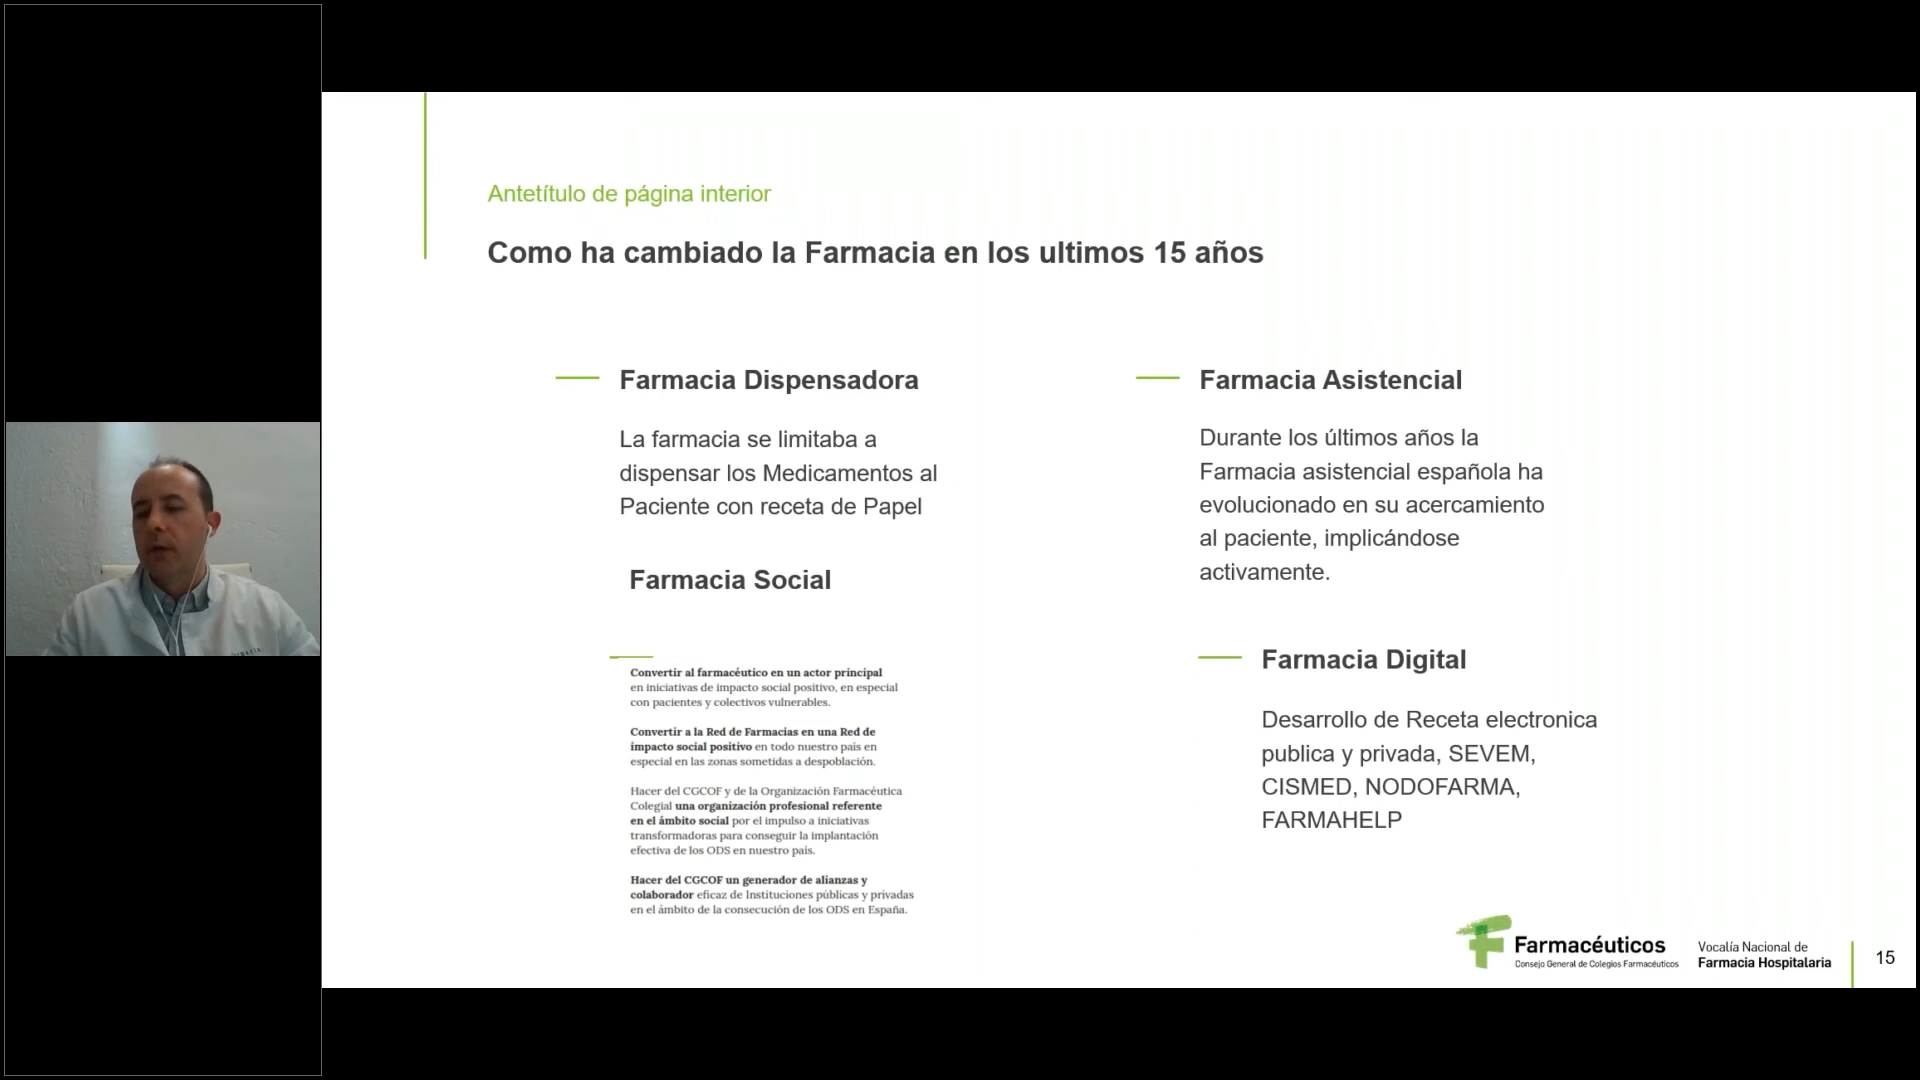 Antetítulo de página interior
Como ha cambiado la Farmacia en los ultimos 15 años
Farmacia Dispensadora
La farmacia se limitaba a
dispensar los Medicamentos al
Paciente con receta de Papel
Farmacia Social
Convertir al farmacéutico en un actor principal
en iniciativas de impacto social positivo, en especial
con pacientes y colectivos vulnerables.
Convertir a la Red de Farmacias en una Red de
impacto social positivo en todo nuestro país en
especial en las zonas sometidas a despoblación.
Hacer del CGCOF y de la Organización Farmacéutica
Colegial una organización profesional referente
en el ámbito social por el impulso a iniciativas
transformadoras para conseguir la implantación
efectiva de los ODS en nuestro país.
Hacer del CGCOF un generador de alianzas y
colaborador eficaz de Instituciones públicas y privadas
en el ámbito de la consecución de los ODS en España.
Farmacia Asistencial
Durante los últimos años la
Farmacia asistencial española ha
evolucionado en su acercamiento
al paciente, implicándose
activamente.
Farmacia Digital
Desarrollo de Receta electronica
publica y privada, SEVEM,
CISMED, NODOFARMA,
FARMAHELP
Farmacéuticos
Consejo General de Colegios Farmacéuticos
Vocalía Nacional de
Farmacia Hospitalaria
15